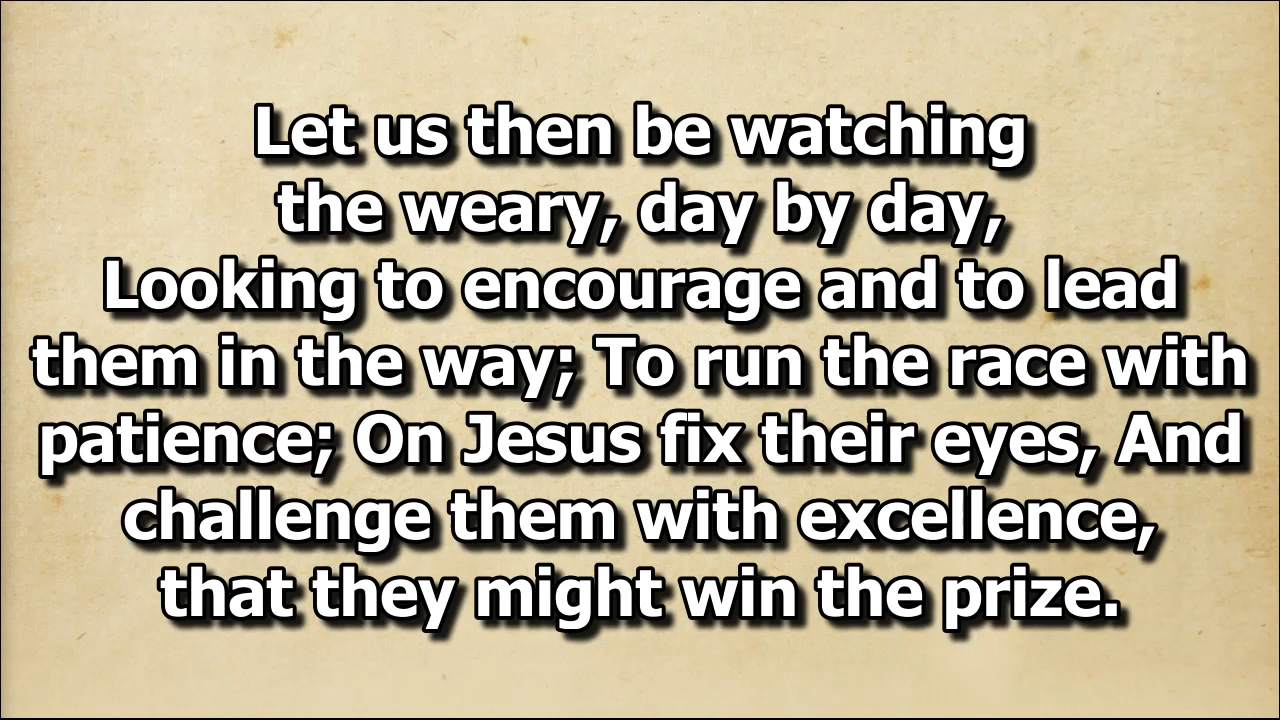 Let us then be watching
the weary, day by day,
Looking to encourage and to lead
them in the way; To run the race with
patience; On Jesus fix their eyes, And
challenge them with excellence,
that they might win the prize.